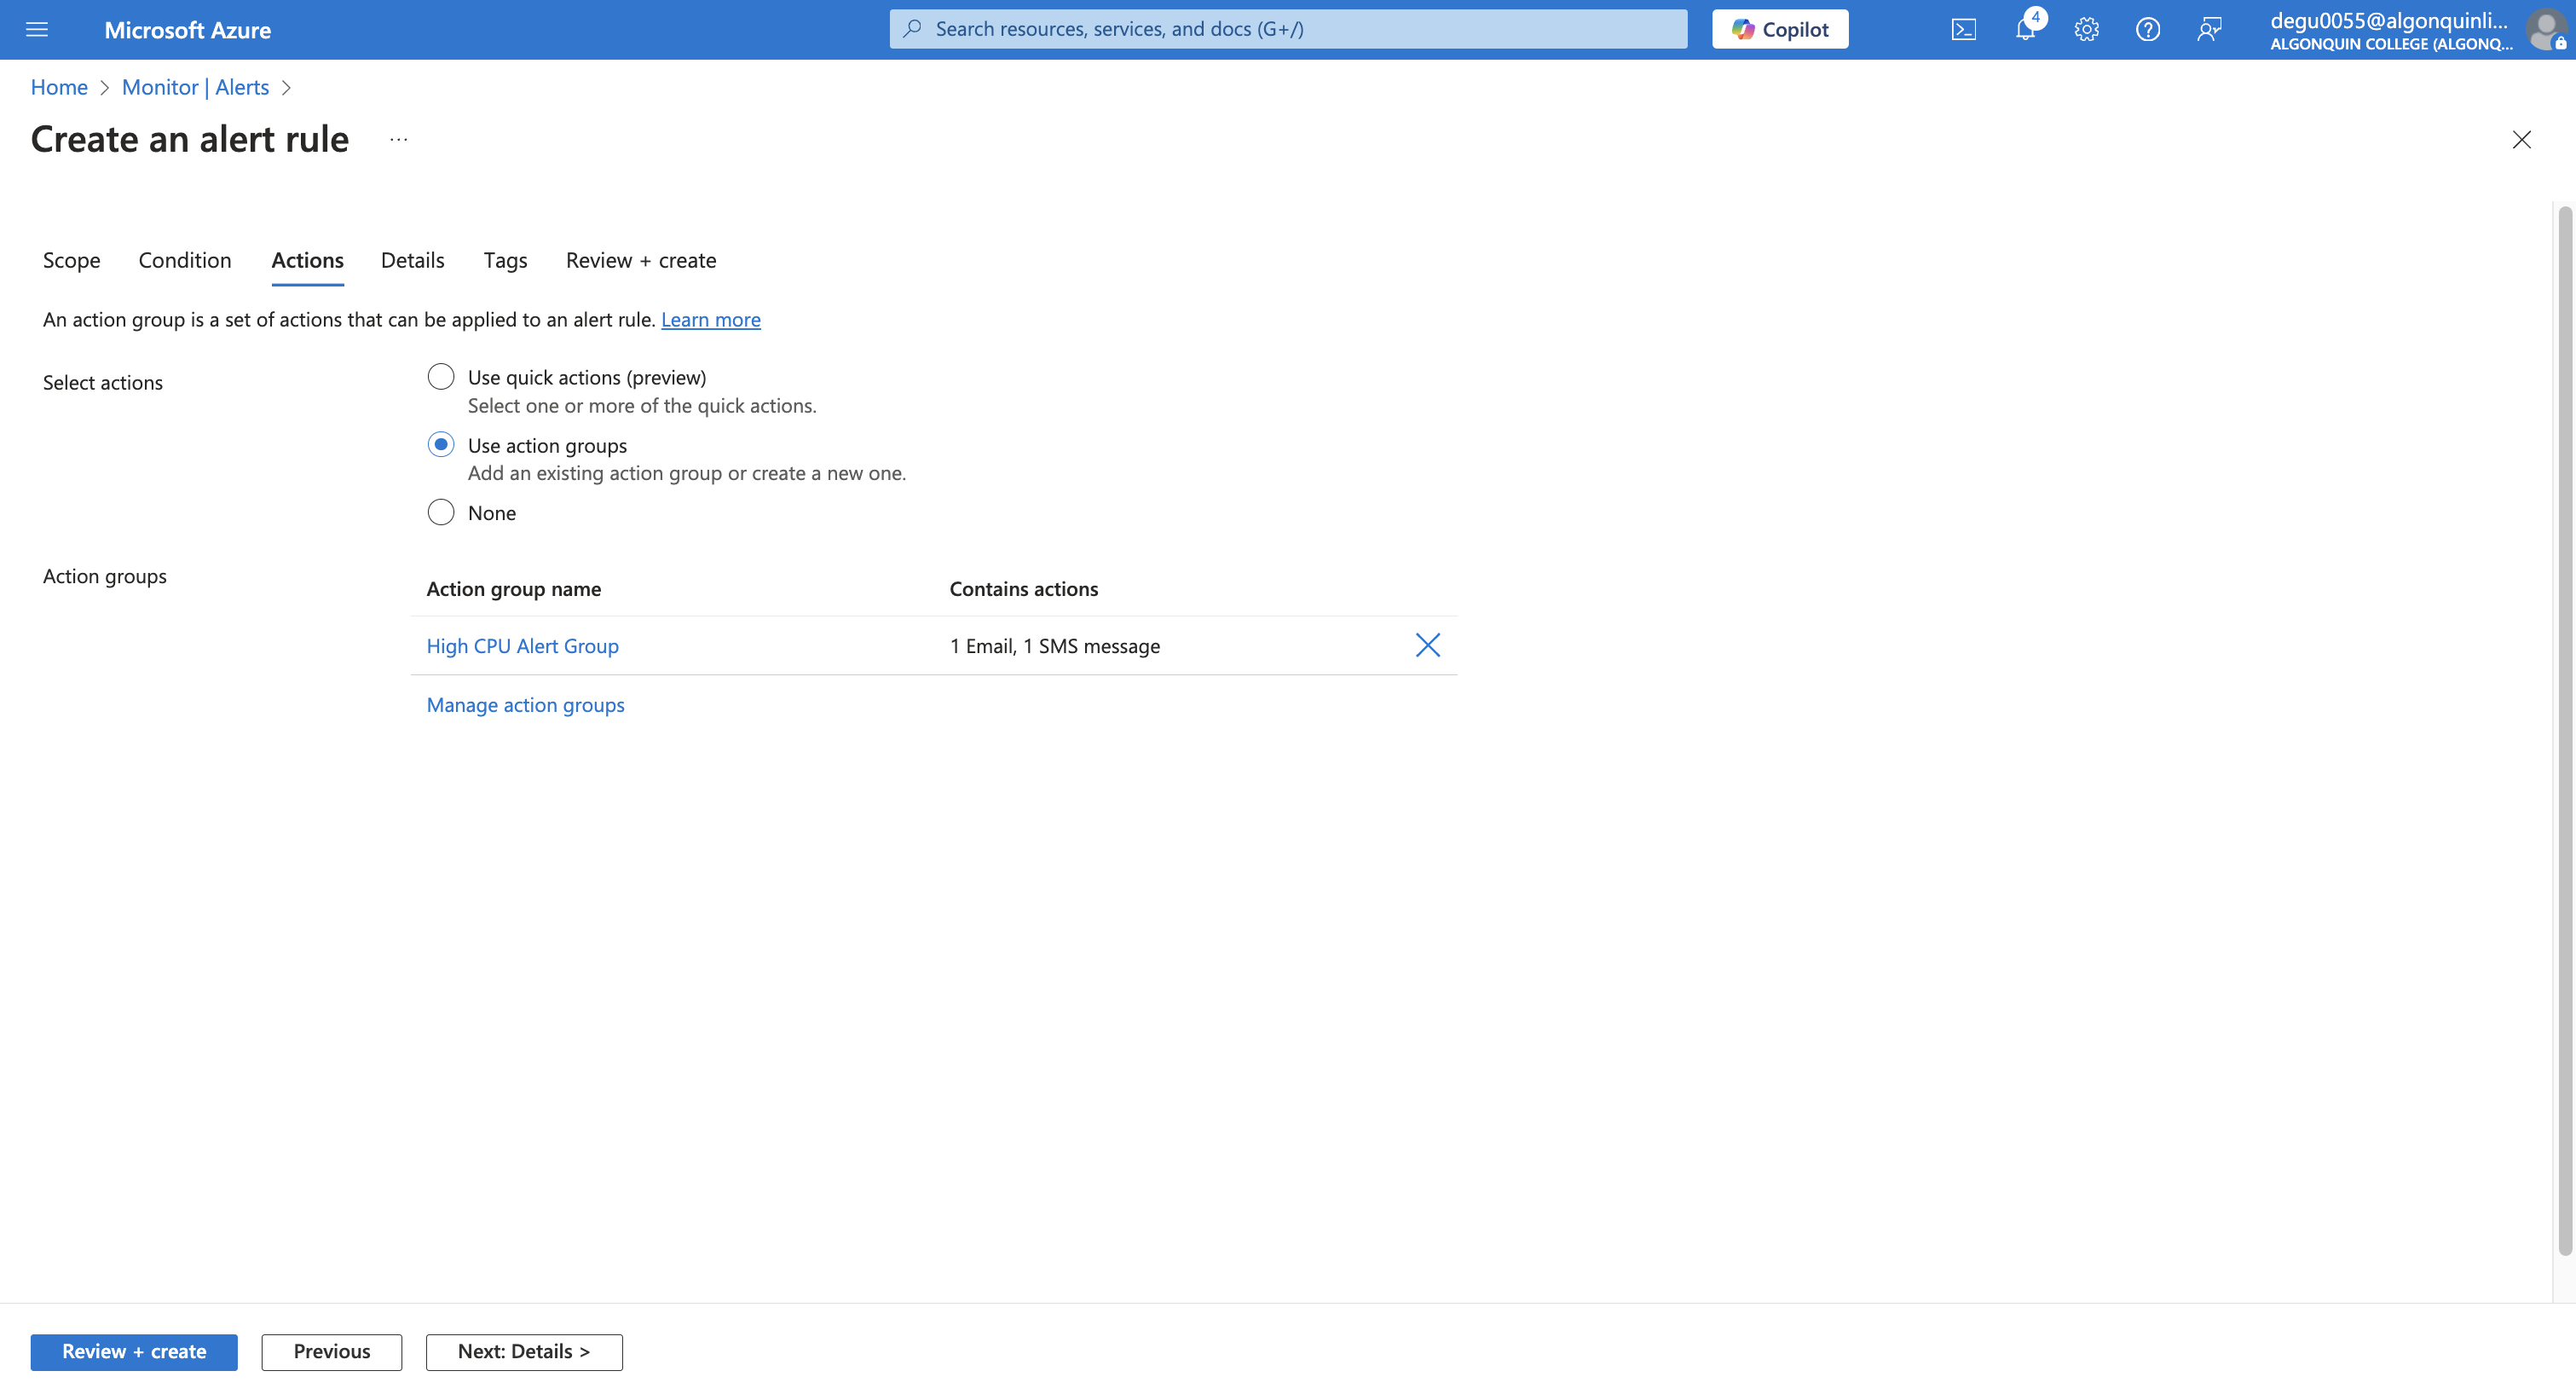 Microsoft Azure
Search resources, services, and docs (G+/)
Copilot
4
degu0055@algonquinli...
ALGONQUIN COLLEGE (ALGONQ...
Home > Monitor | Alerts >
Create an alert rule ...
Scope Condition Actions Details Tags Review + create
An action group is a set of actions that can be applied to an alert rule. Learn more
Select actions
Use quick actions (preview)
Select one or more of the quick actions.
Use action groups
Add an existing action group or create a new one.
None
Action groups
Action group name Contains actions
High CPU Alert Group 1 Email, 1 SMS message
Manage action groups
Review + create Previous Next: Details >